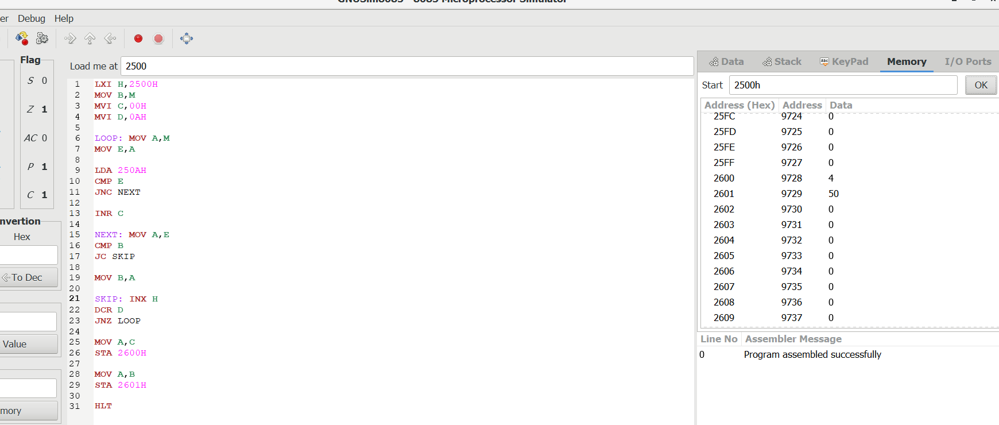 GNUSim8085 - 8085 Microprocessor Simulator
er Debug Help
Flag
S 0
Z 1
AC 0
P 1
C 1
nvertion
Hex
To Dec
Value
mory
Load me at 2500
1 LXI H,2500H
2 MOV B,M
3 MVI C,00H
4 MVI D,0AH
5
6 LOOP: MOV A,M
7 MOV E,A
8
9 LDA 250AH
10 CMP E
11 JNC NEXT
12
13 INR C
14
15 NEXT: MOV A,E
16 CMP B
17 JC SKIP
18
19 MOV B,A
20
21 SKIP: INX H
22 DCR D
23 JNZ LOOP
24
25 MOV A,C
26 STA 2600H
27
28 MOV A,B
29 STA 2601H
30
31 HLT
Data Stack Abc KeyPad Memory I/O Ports
Start 2500h OK
Address (Hex) Address Data
25FC 9724 0
25FD 9725 0
25FE 9726 0
25FF 9727 0
2600 9728 4
2601 9729 50
2602 9730 0
2603 9731 0
2604 9732 0
2605 9733 0
2606 9734 0
2607 9735 0
2608 9736 0
2609 9737 0
Line No Assembler Message
0 Program assembled successfully